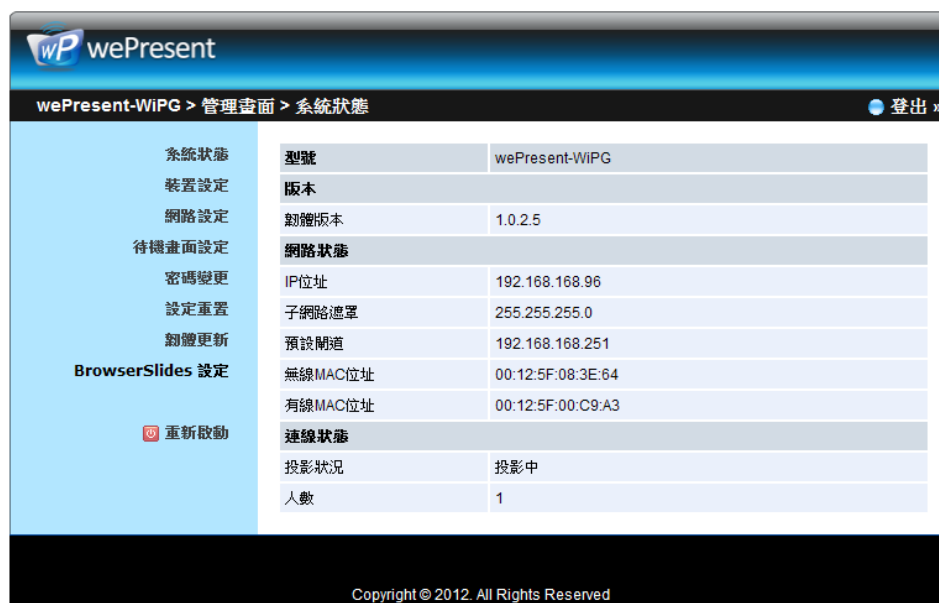 wP wePresent
wePresent-WiPG > 管理畫面 > 系統狀態
登出 »
系統狀態
裝置設定
網路設定
待機畫面設定
密碼變更
設定重置
韌體更新
BrowserSlides 設定
重新啟動
型號 wePresent-WiPG
版本
韌體版本 1.0.2.5
網路狀態
IP位址 192.168.168.96
子網路遮罩 255.255.255.0
預設閘道 192.168.168.251
無線MAC位址 00:12:5F:08:3E:64
有線MAC位址 00:12:5F:00:C9:A3
連線狀態
投影狀況 投影中
人數 1
Copyright © 2012. All Rights Reserved